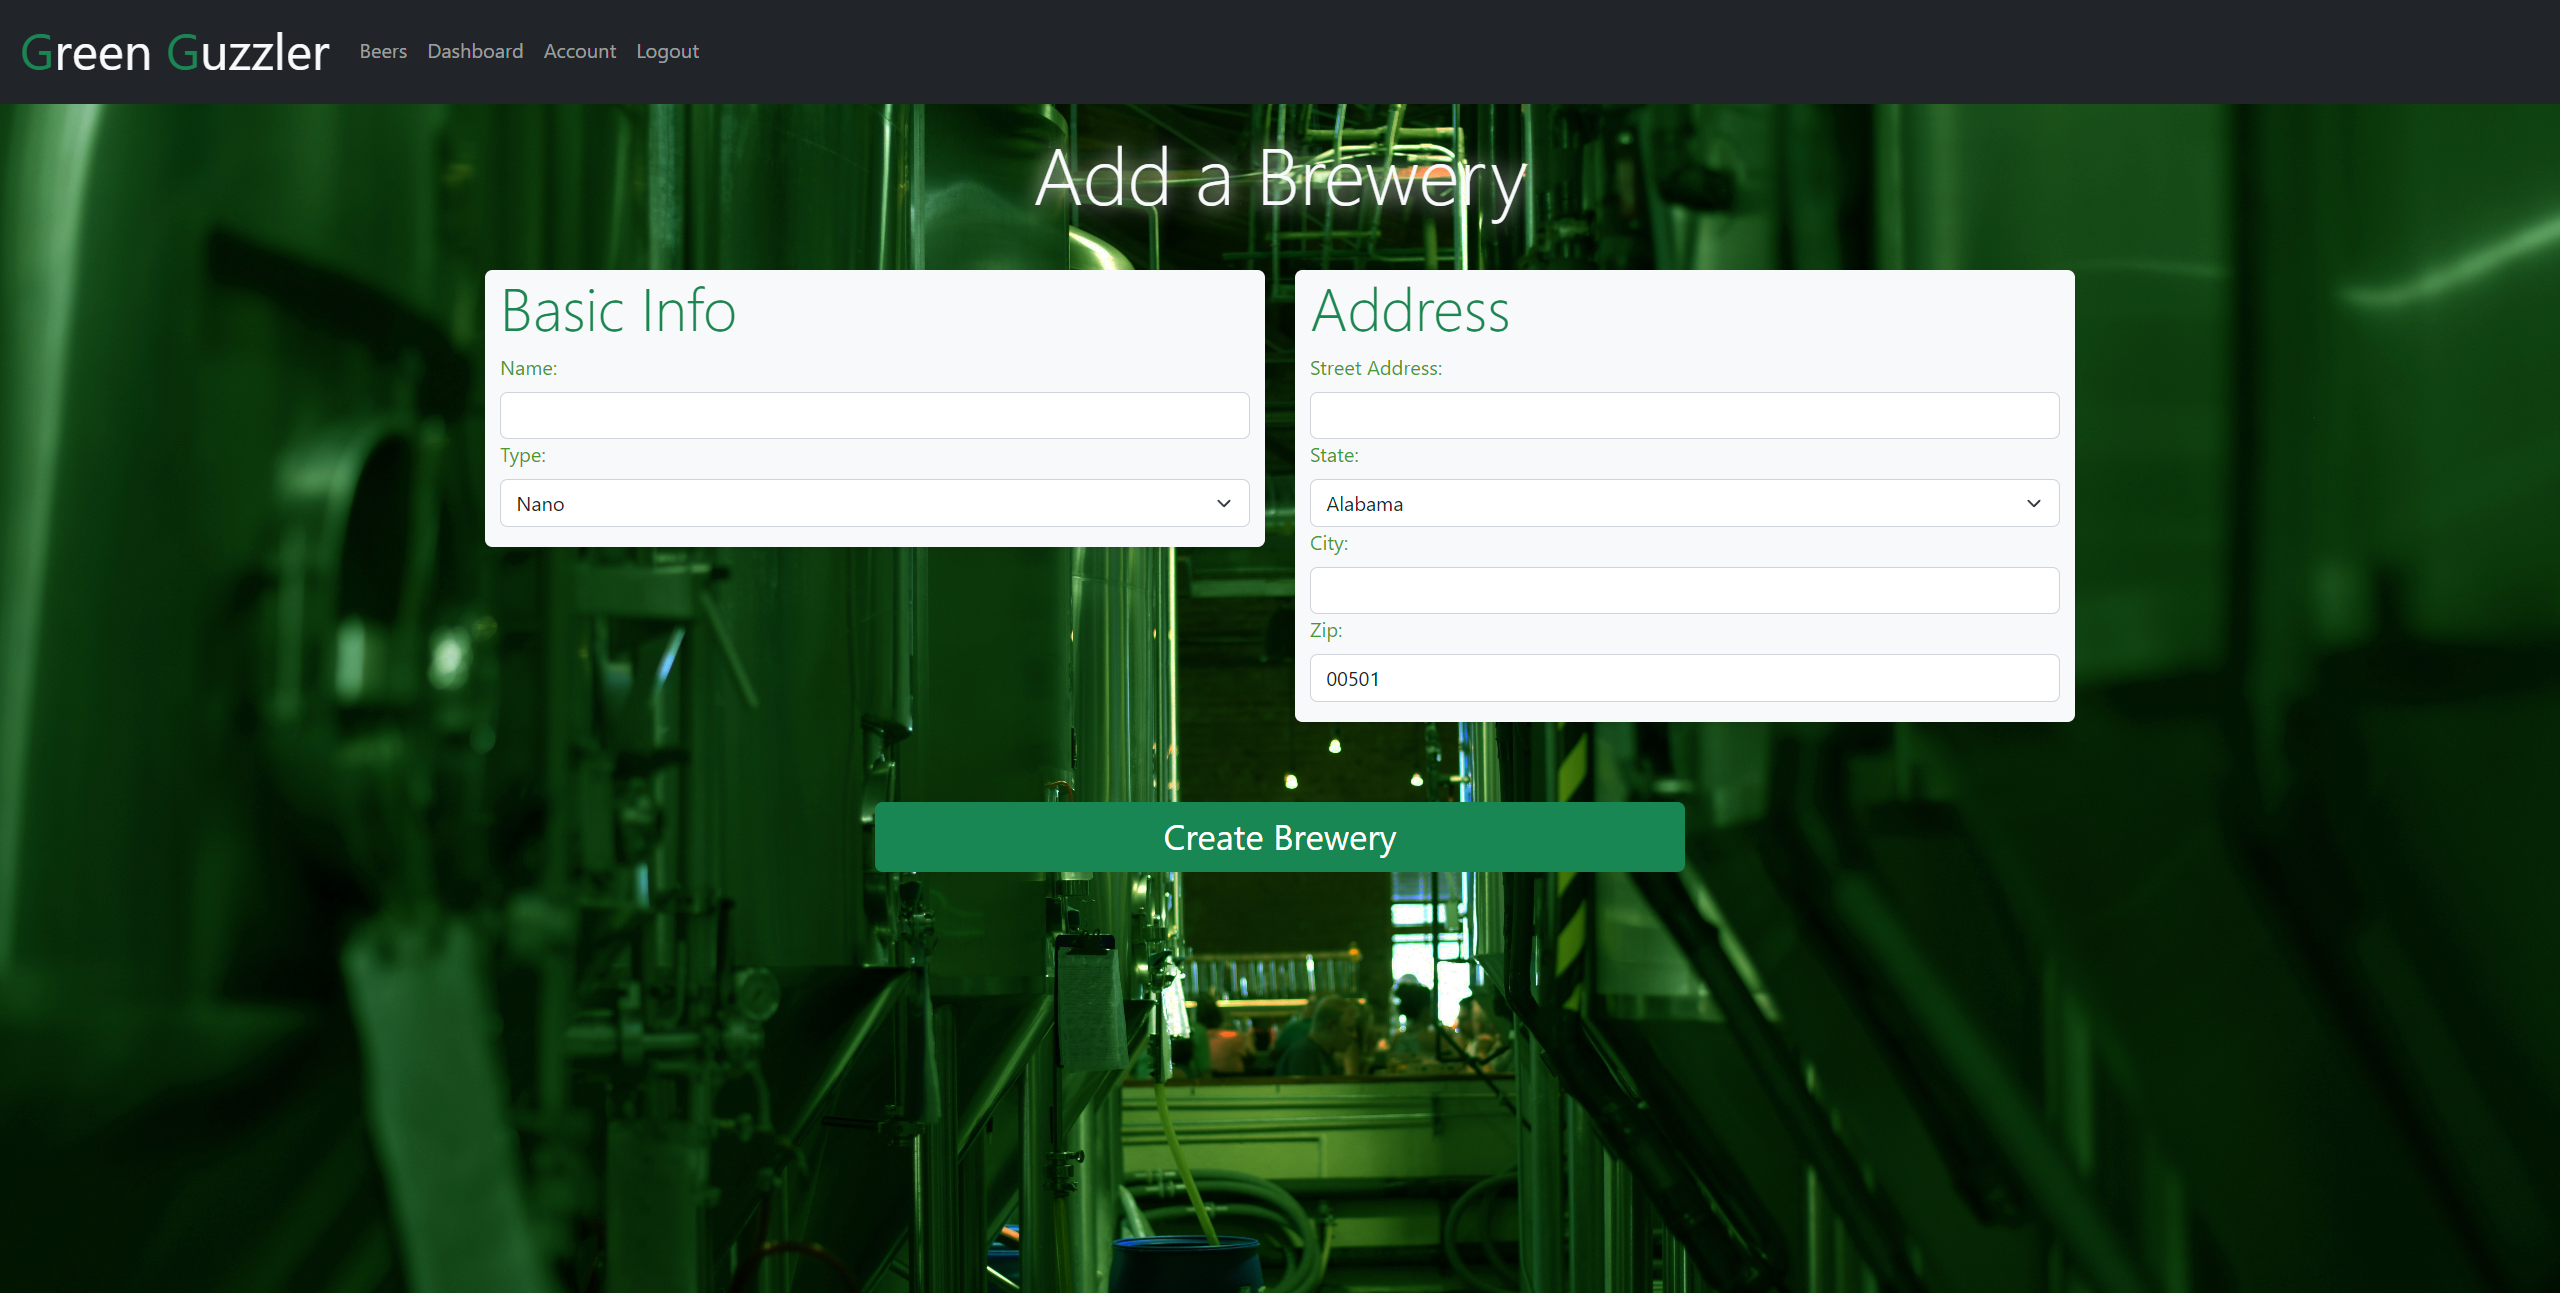 Green Guzzler Beers Dashboard Account Logout
Add a Brewery
Basic Info
Name:
Type:
Nano
Address
Street Address:
State:
Alabama
City:
Zip:
00501
Create Brewery